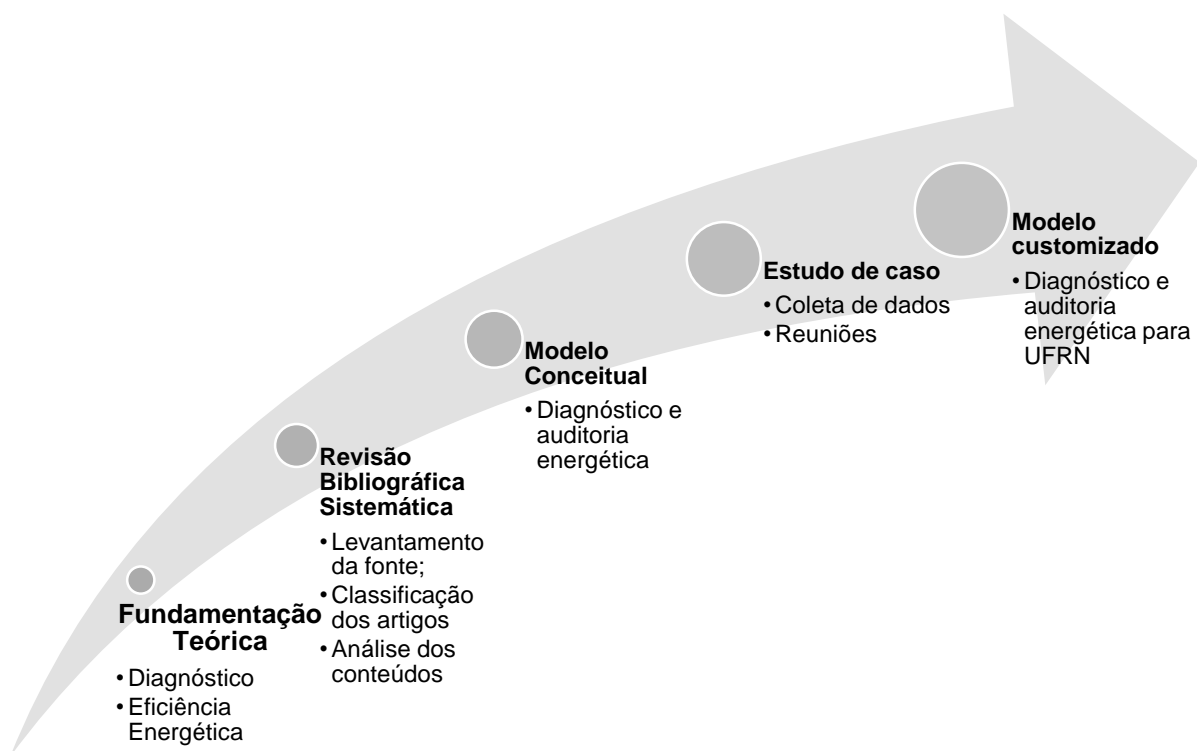 Fundamentação
Teórica
• Diagnóstico
• Eficiência
Energética
Revisão
Bibliográfica
Sistemática
• Levantamento
da fonte;
• Classificação
dos artigos
• Análise dos
conteúdos
Modelo
Conceitual
• Diagnóstico e
auditoria
energética
Estudo de caso
• Coleta de dados
• Reuniões
Modelo
customizado
• Diagnóstico e
auditoria
energética para
UFRN